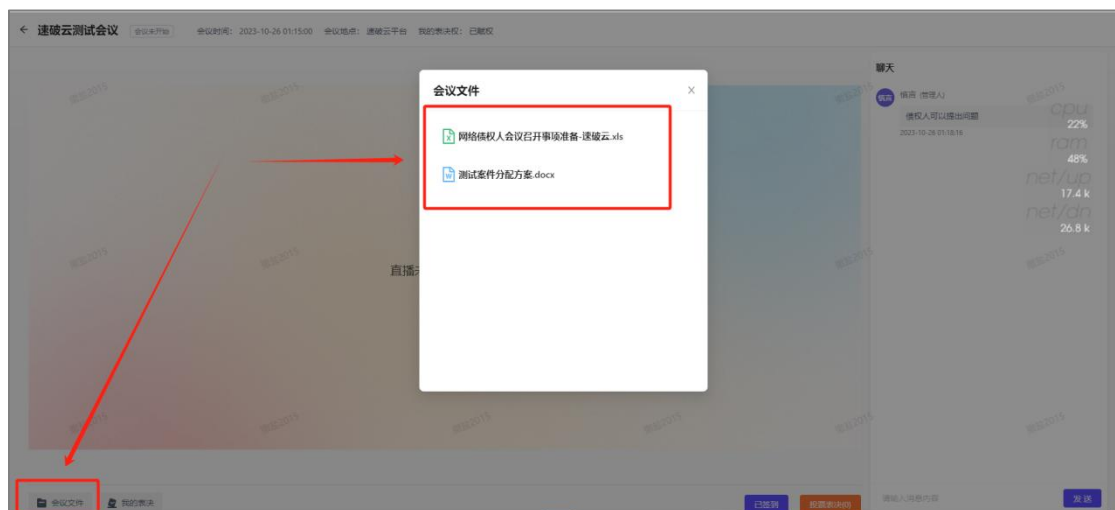 速破云测试会议 会议未开始 会议时间: 2023-10-26 01:15:00 会议地点: 速破云平台 我的表决权: 已赋权
聊天
会议文件
网络债权人会议召开事项准备-速破云.xls
测试案件分配方案.docx
直播
(管理人)
债权人可以提出问题
2023-10-26 01:18:16
cpu
22%
ram
48%
net/up
17.4 k
net/dn
26.8 k
会议文件 我的表决 已签到
请输入消息内容 发送